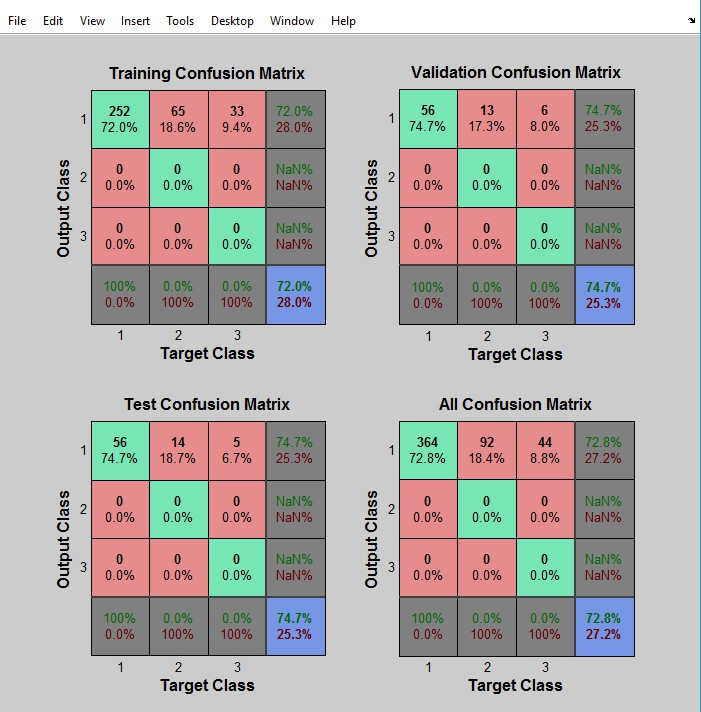 File Edit View Insert Tools Desktop Window Help
Training Confusion Matrix
Output Class
1 252 65 33 72.0%
72.0% 18.6% 9.4% 28.0%
2 0 0 0 NaN%
0.0% 0.0% 0.0% NaN%
3 0 0 0 NaN%
0.0% 0.0% 0.0% NaN%
100% 0.0% 0.0% 72.0%
0.0% 100% 100% 28.0%
1 2 3
Target Class
Validation Confusion Matrix
Output Class
1 56 13 6 74.7%
74.7% 17.3% 8.0% 25.3%
2 0 0 0 NaN%
0.0% 0.0% 0.0% NaN%
3 0 0 0 NaN%
0.0% 0.0% 0.0% NaN%
100% 0.0% 0.0% 74.7%
0.0% 100% 100% 25.3%
1 2 3
Target Class
Test Confusion Matrix
Output Class
1 56 14 5 74.7%
74.7% 18.7% 6.7% 25.3%
2 0 0 0 NaN%
0.0% 0.0% 0.0% NaN%
3 0 0 0 NaN%
0.0% 0.0% 0.0% NaN%
100% 0.0% 0.0% 74.7%
0.0% 100% 100% 25.3%
1 2 3
Target Class
All Confusion Matrix
Output Class
1 364 92 44 72.8%
72.8% 18.4% 8.8% 27.2%
2 0 0 0 NaN%
0.0% 0.0% 0.0% NaN%
3 0 0 0 NaN%
0.0% 0.0% 0.0% NaN%
100% 0.0% 0.0% 72.8%
0.0% 100% 100% 27.2%
1 2 3
Target Class